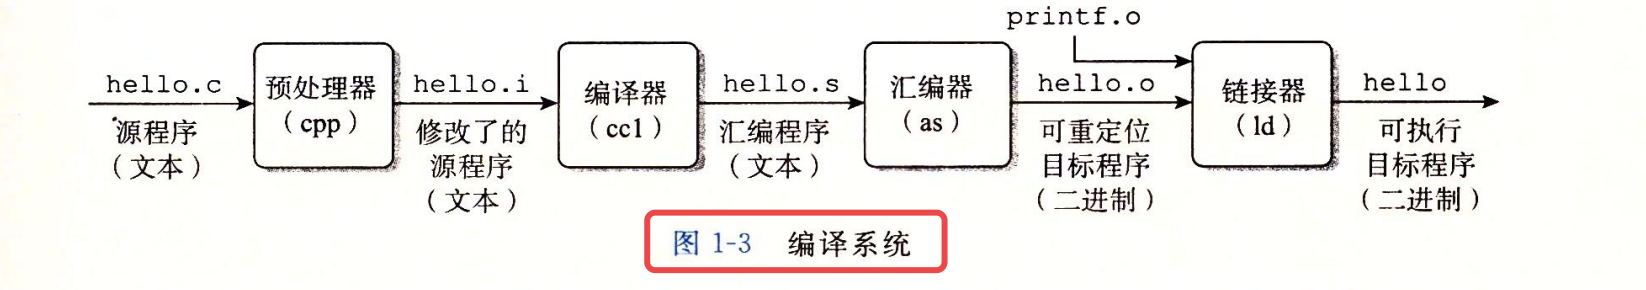 printf.o
hello.c
预处理器
（cpp）
hello.i
编译器
（cc1）
hello.s
汇编器
（as）
hello.o
链接器
（ld）
hello
源程序
（文本）
修改了的
源程序
（文本）
汇编程序
（文本）
可重定位
目标程序
（二进制）
可执行
目标程序
（二进制）
图 1-3 编译系统